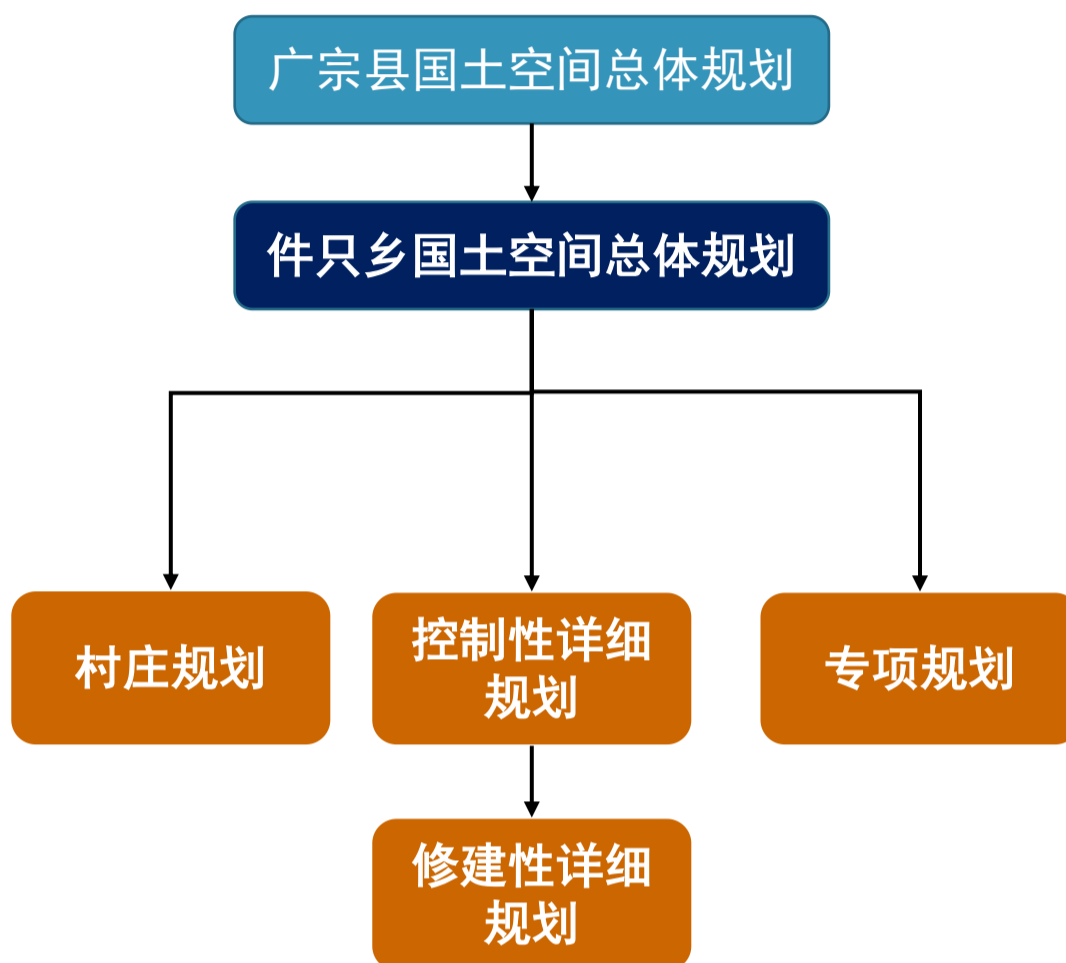 广宗县国土空间总体规划
件只乡国土空间总体规划
村庄规划
控制性详细
规划
专项规划
修建性详细
规划